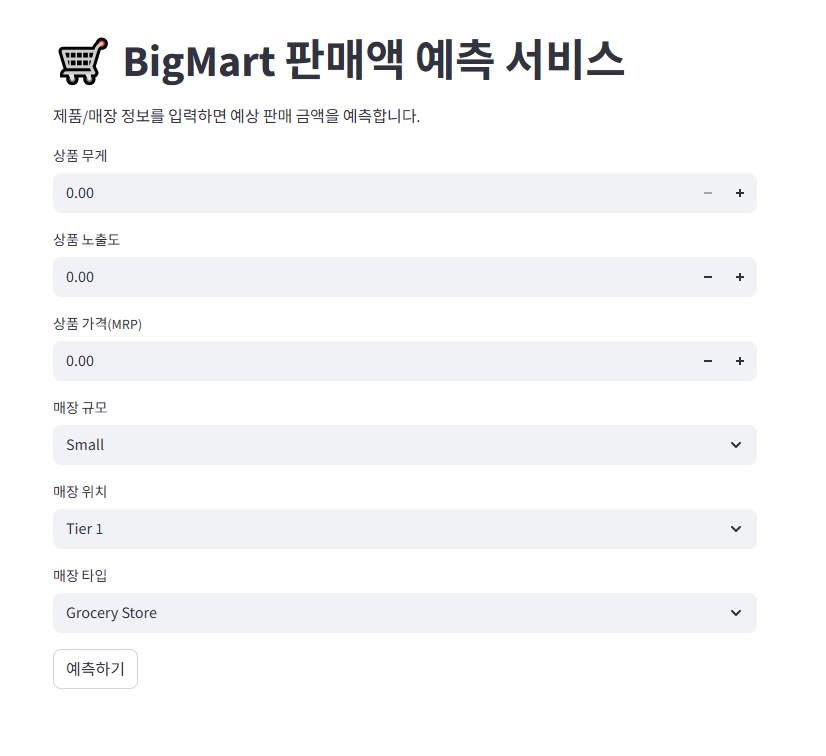 BigMart 판매액 예측 서비스
제품/매장 정보를 입력하면 예상 판매 금액을 예측합니다.
상품 무게
0.00
상품 노출도
0.00
상품 가격(MRP)
0.00
매장 규모
Small
매장 위치
Tier 1
매장 타입
Grocery Store
예측하기